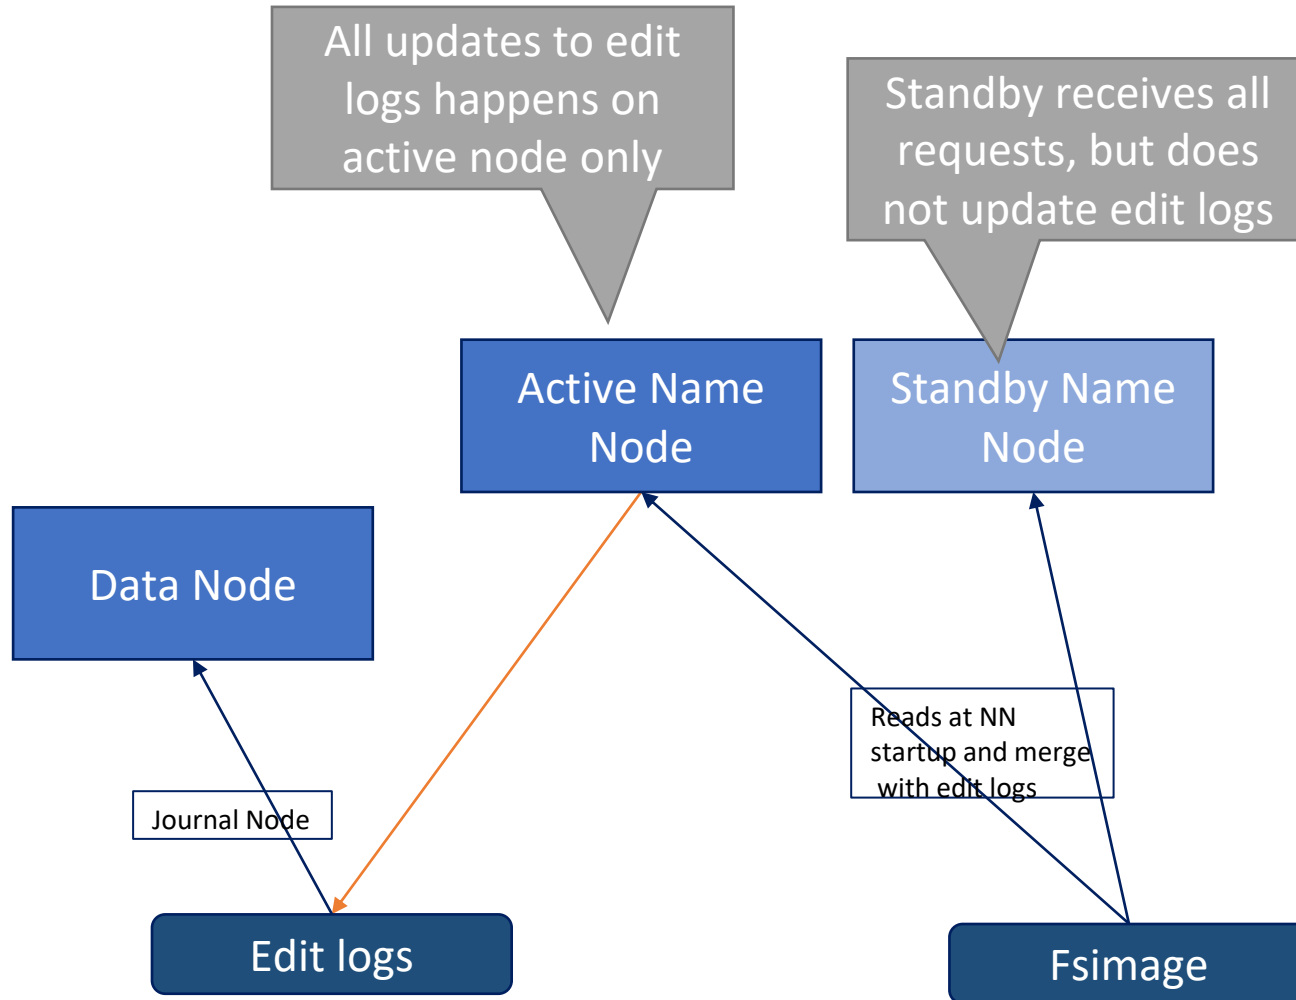 All updates to edit
logs happens on
active node only
Standby receives all
requests, but does
not update edit logs
Active Name
Node
Standby Name
Node
Data Node
Reads at NN
startup and merge
with edit logs
Journal Node
Edit logs
Fsimage